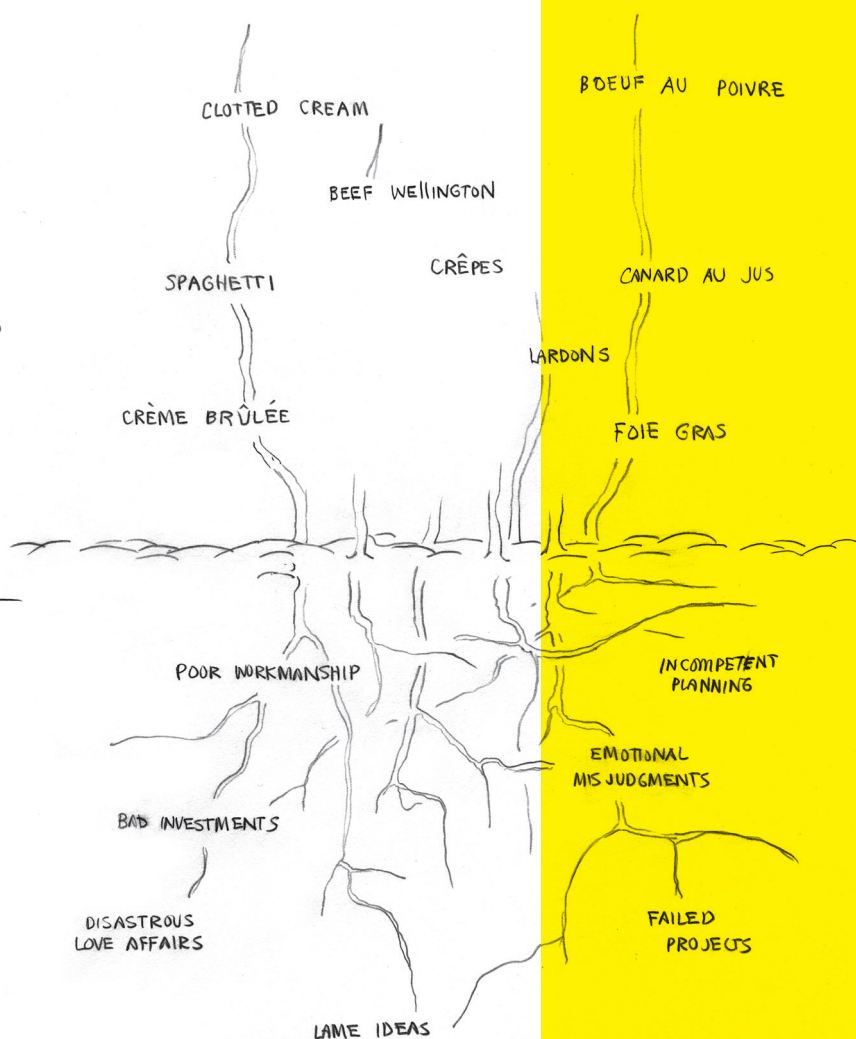 BOEUF AU POIVRE
CLOTTED CREAM
BEEF WEllINGTON
CRÊPES
SPAGHETTI
CANARD AU JUS
LARDONS
CRÈME BRÛLÉE
FOIE GRAS
POOR WORKMANSHIP
INCOMPETENT
PLANNING
EMOTIONAL
MISJUDGMENTS
BAD INVESTMENTS
DISASTROUS
LOVE AFFAIRS
FAILED
PROJECTS
LAME IDEAS